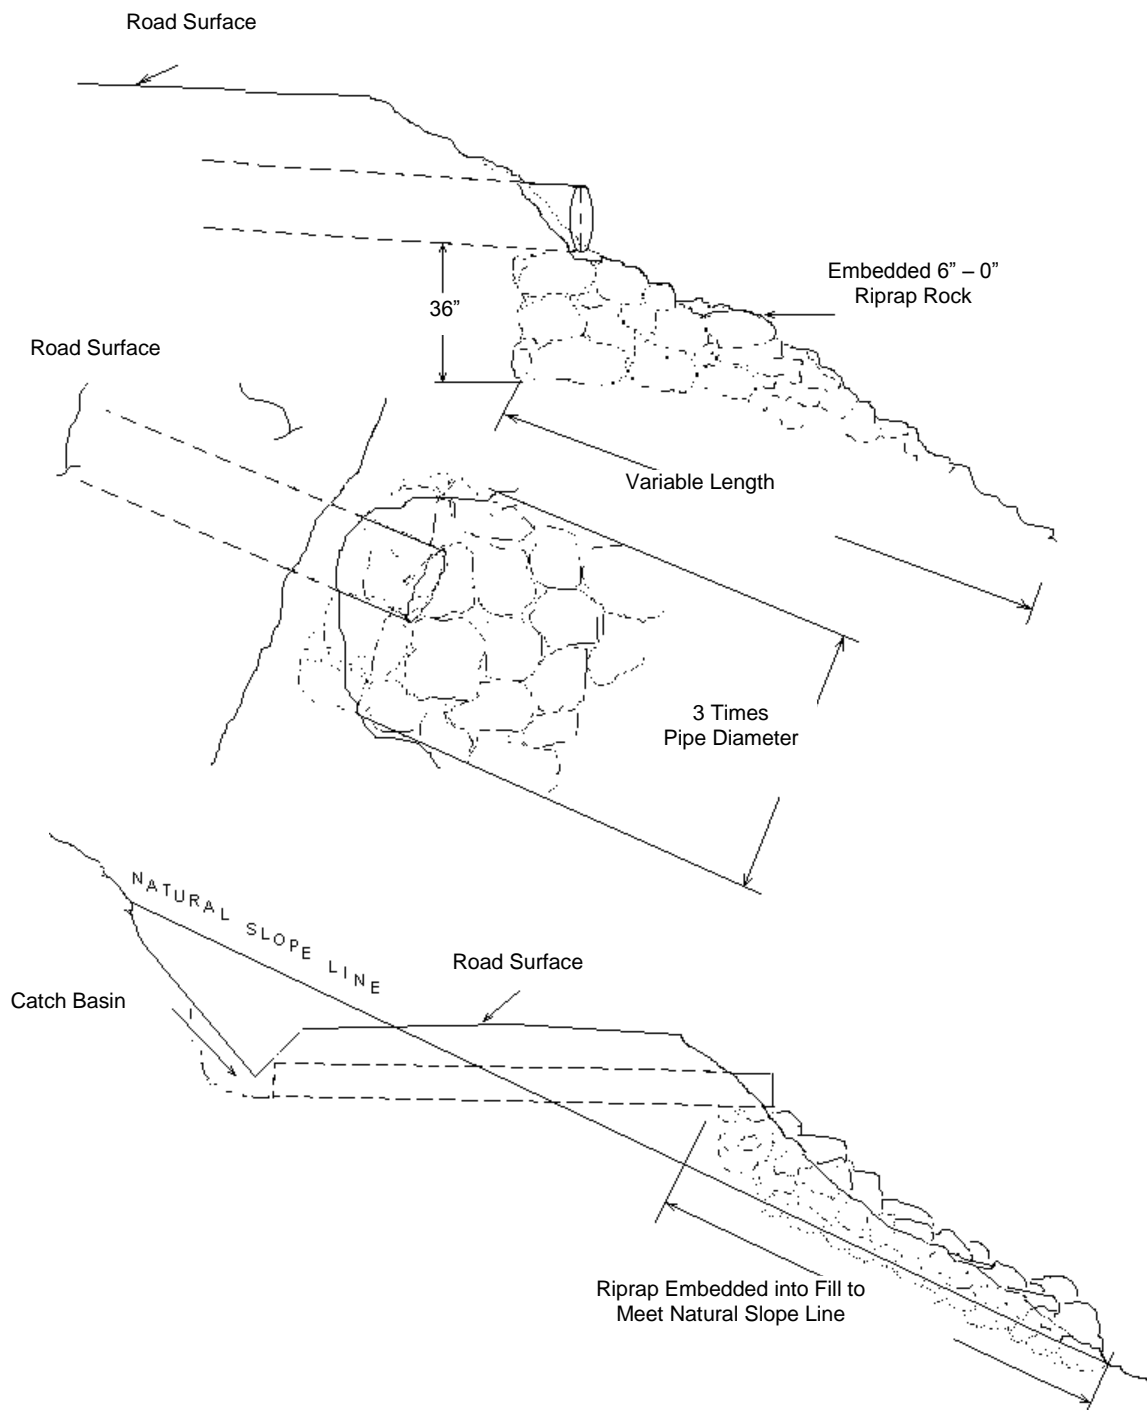 Road Surface
Embedded 6” – 0”
Riprap Rock
36”
Road Surface
Variable Length
3 Times
Pipe Diameter
NATURAL SLOPE LINE
Road Surface
Catch Basin
Riprap Embedded into Fill to
Meet Natural Slope Line